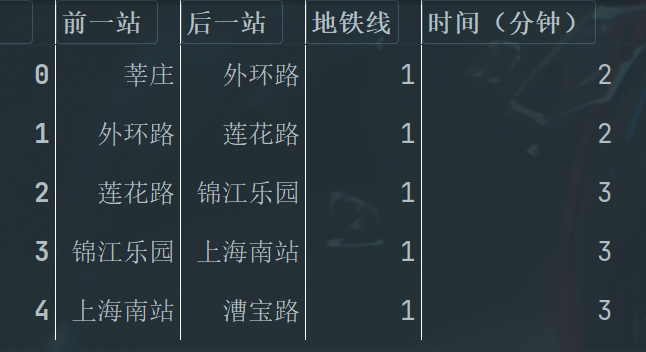 前一站 后一站 地铁线 时间（分钟）
0 莘庄 外环路 1 2
1 外环路 莲花路 1 2
2 莲花路 锦江乐园 1 3
3 锦江乐园 上海南站 1 3
4 上海南站 漕宝路 1 3